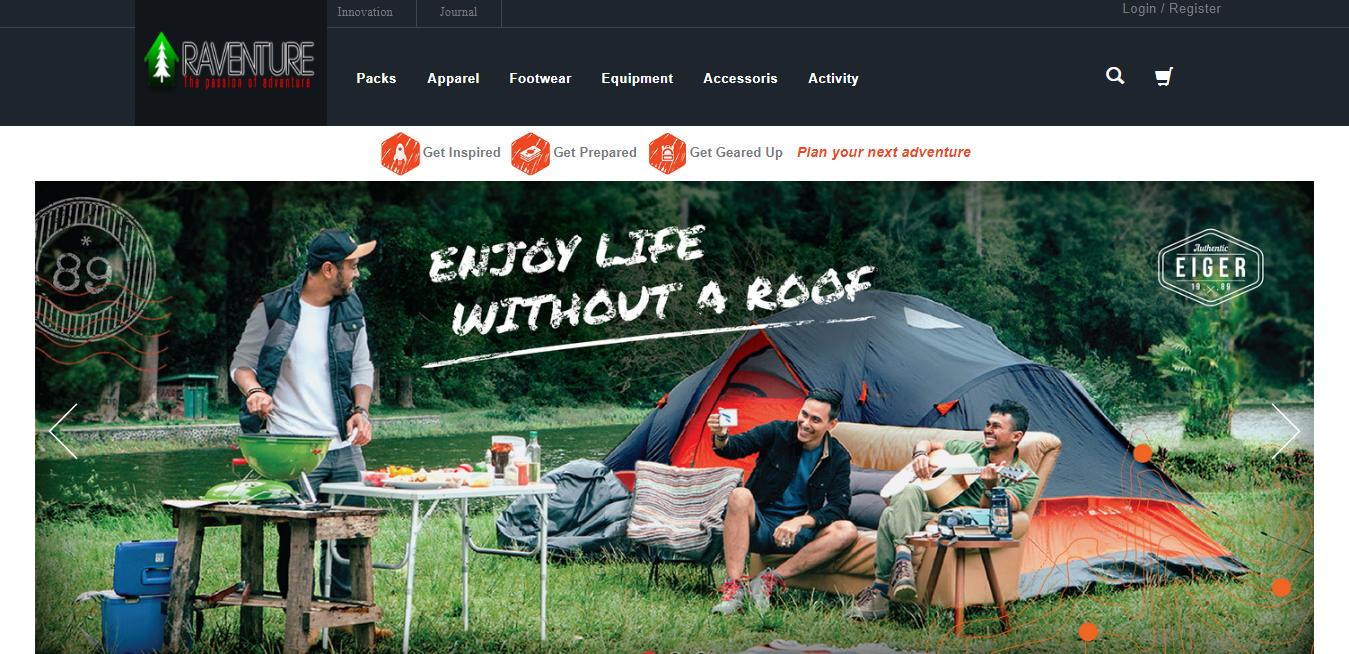 Innovation
Journal
Login / Register
RAVENTURE
The passion of adventure
Packs
Apparel
Footwear
Equipment
Accessoris
Activity
Get Inspired
Get Prepared
Get Geared Up
Plan your next adventure
*
89
ENJOY LIFE
WITHOUT A ROOF
Authentic
EIGER
19 89